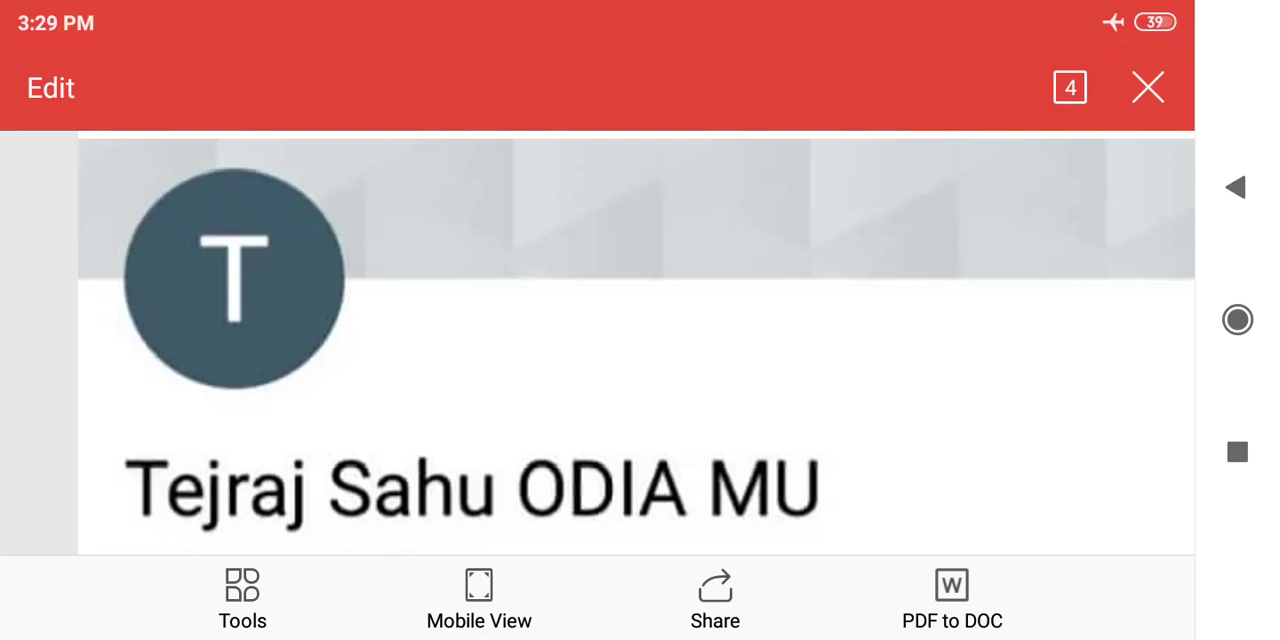 3:29 PM
39
Edit
4
T
Tejraj Sahu ODIA MU
Tools
Mobile View
Share
W
PDF to DOC